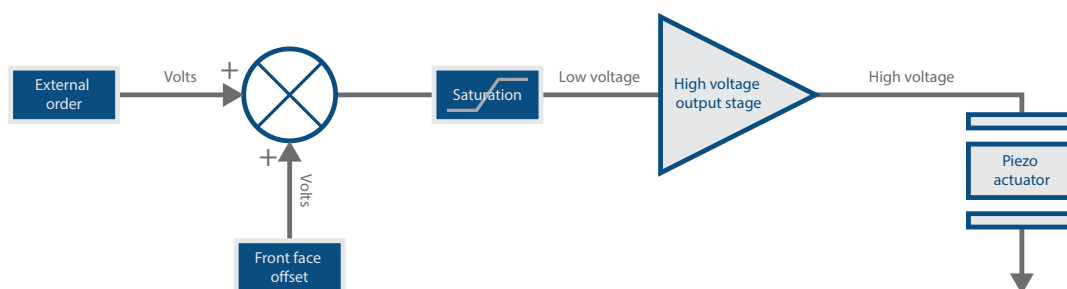 External
order
Volts
+
+
Volts
Front face
offset
Saturation
Low voltage
High voltage
output stage
High voltage
Piezo
actuator